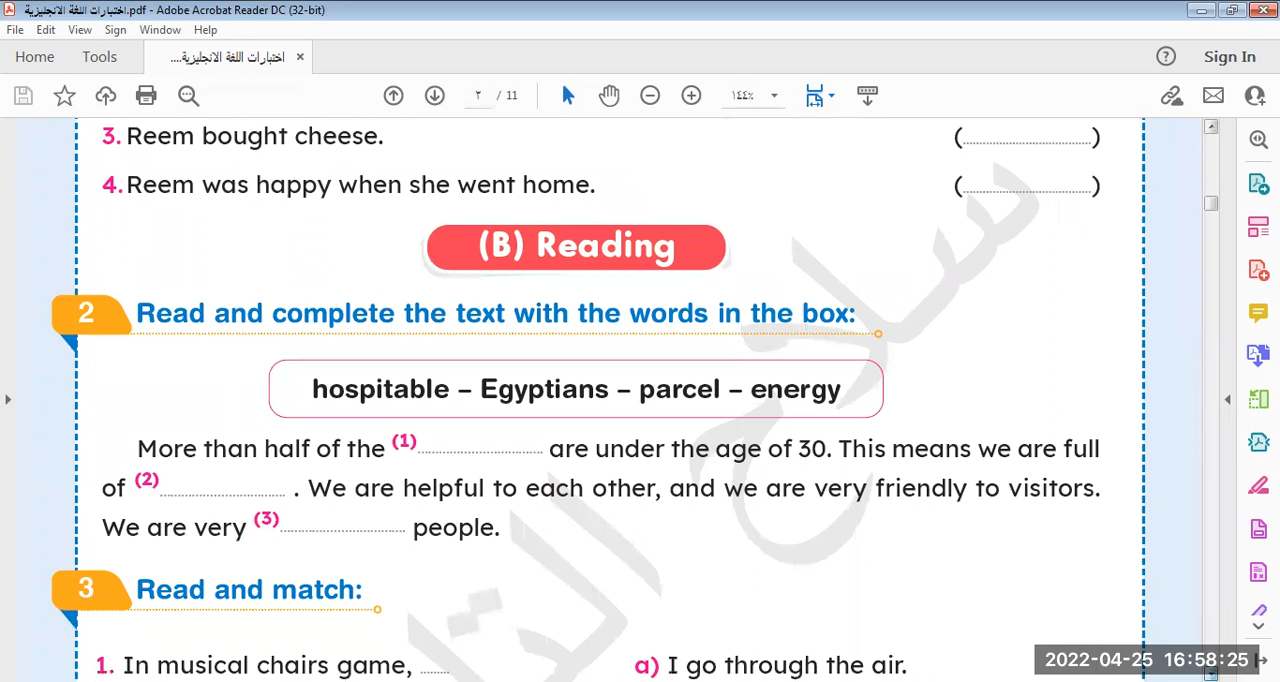 اختبارات اللغة الانجليزية.pdf - Adobe Acrobat Reader DC (32-bit)
File Edit View Sign Window Help
Home Tools اختبارات اللغة الانجليزية.... × Sign In
٢ / 11 ١٤٤٪
3. Reem bought cheese. (....................)
4. Reem was happy when she went home. (....................)
(B) Reading
2 Read and complete the text with the words in the box:
hospitable – Egyptians – parcel – energy
More than half of the (1) .................... are under the age of 30. This means we are full
of (2) .................... . We are helpful to each other, and we are very friendly to visitors.
We are very (3) .................... people.
3 Read and match:
1. In musical chairs game, ...... a) I go through the air.
2022-04-25 16:58:25
سلاح